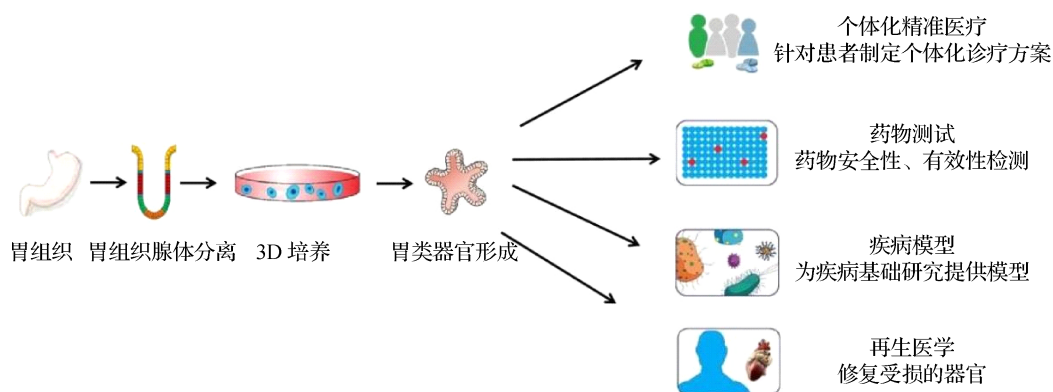 个体化精准医疗
针对患者制定个体化诊疗方案
药物测试
药物安全性、有效性检测
胃组织
胃组织腺体分离
3D 培养
胃类器官形成
疾病模型
为疾病基础研究提供模型
再生医学
修复受损的器官